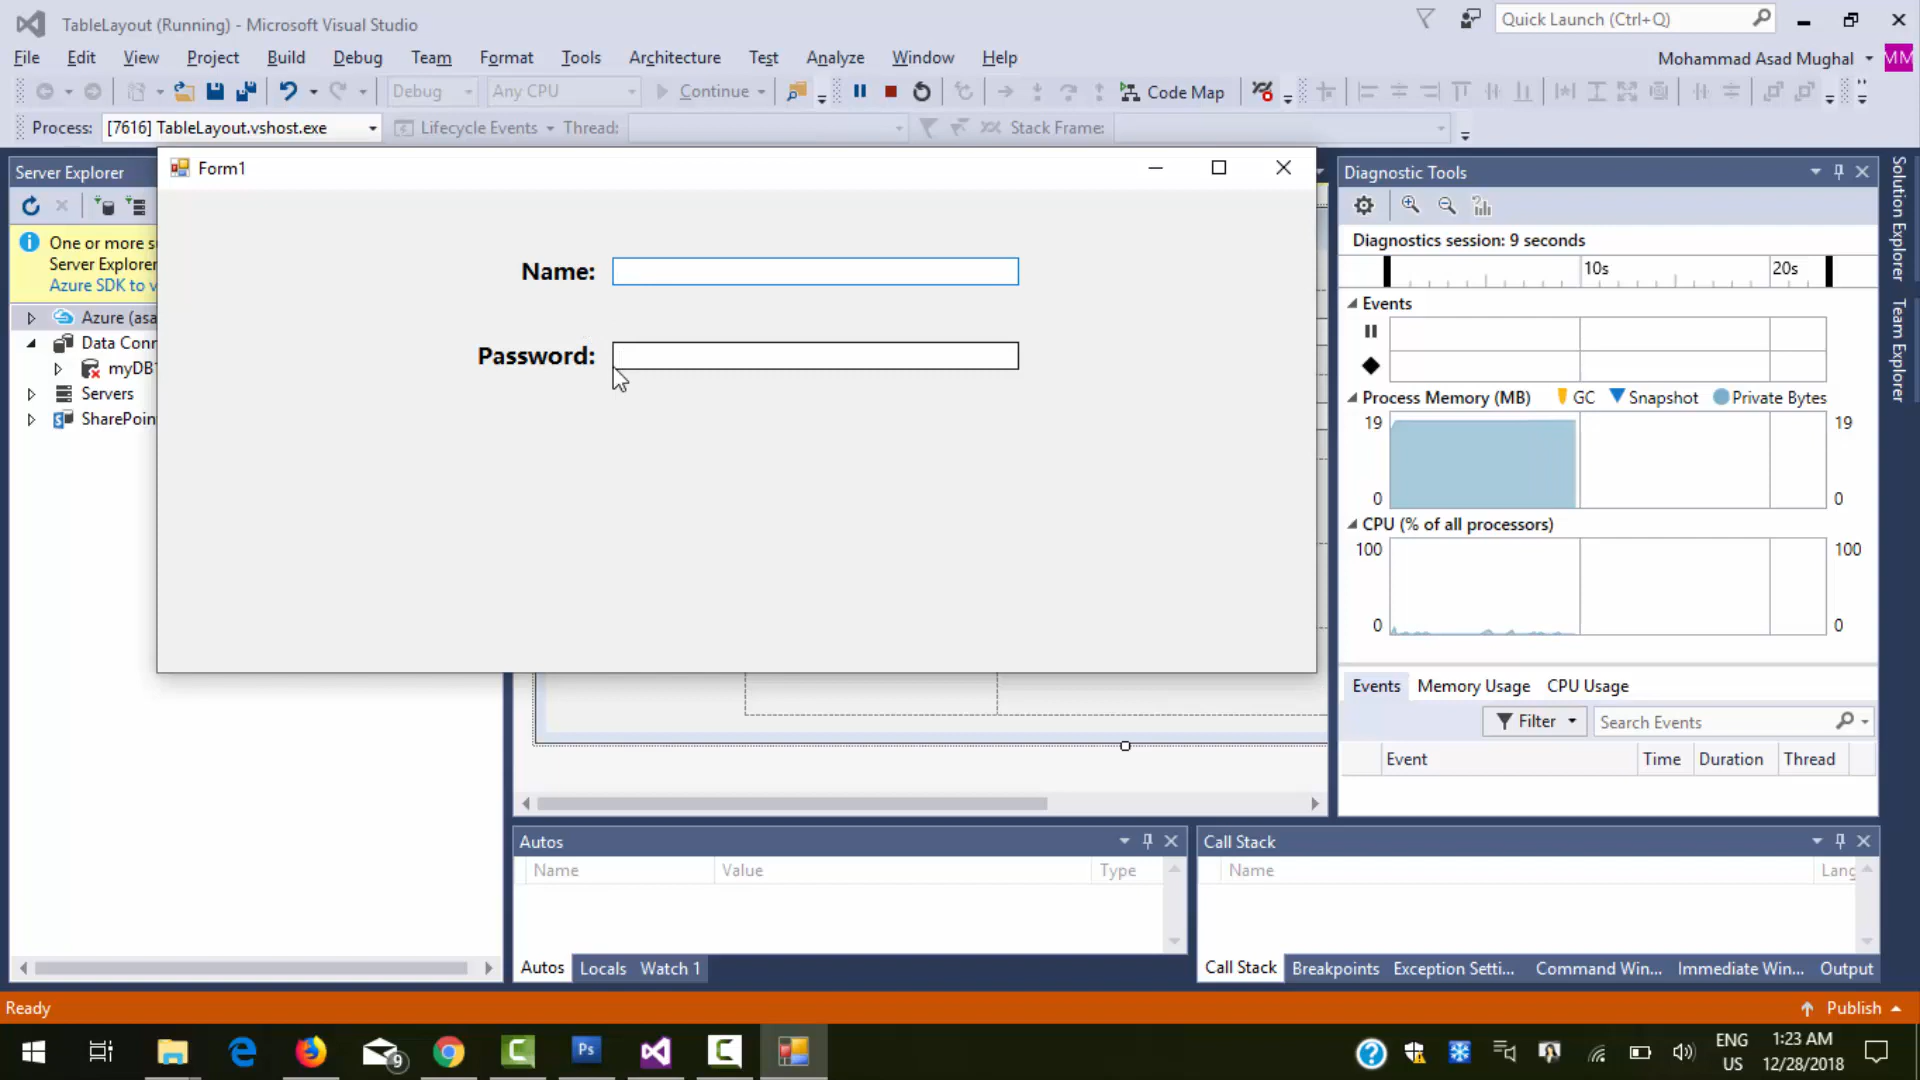 TableLayout (Running) - Microsoft Visual Studio
Quick Launch (Ctrl+Q)
File Edit View Project Build Debug Team Format Tools Architecture Test Analyze Window Help
Mohammad Asad Mughal
MM
Debug
Any CPU
Continue
Code Map
Process:
[7616] TableLayout.vshost.exe
Lifecycle Events
Thread:
Stack Frame:
Server Explorer
One or more s
Server Explorer
Azure SDK to v
Azure (asa
Data Conn
myDB
Servers
SharePoin
Form1
Name:
Password:
Diagnostic Tools
Diagnostics session: 9 seconds
10s
20s
Events
Process Memory (MB)
GC
Snapshot
Private Bytes
19
19
0
0
CPU (% of all processors)
100
100
0
0
Events
Memory Usage
CPU Usage
Filter
Search Events
Event
Time
Duration
Thread
Solution Explorer
Team Explorer
Autos
Name
Value
Type
Autos
Locals
Watch 1
Call Stack
Name
Lang
Call Stack
Breakpoints
Exception Setti...
Command Win...
Immediate Win...
Output
Ready
Publish
9
Ps
ENG
US
1:23 AM
12/28/2018